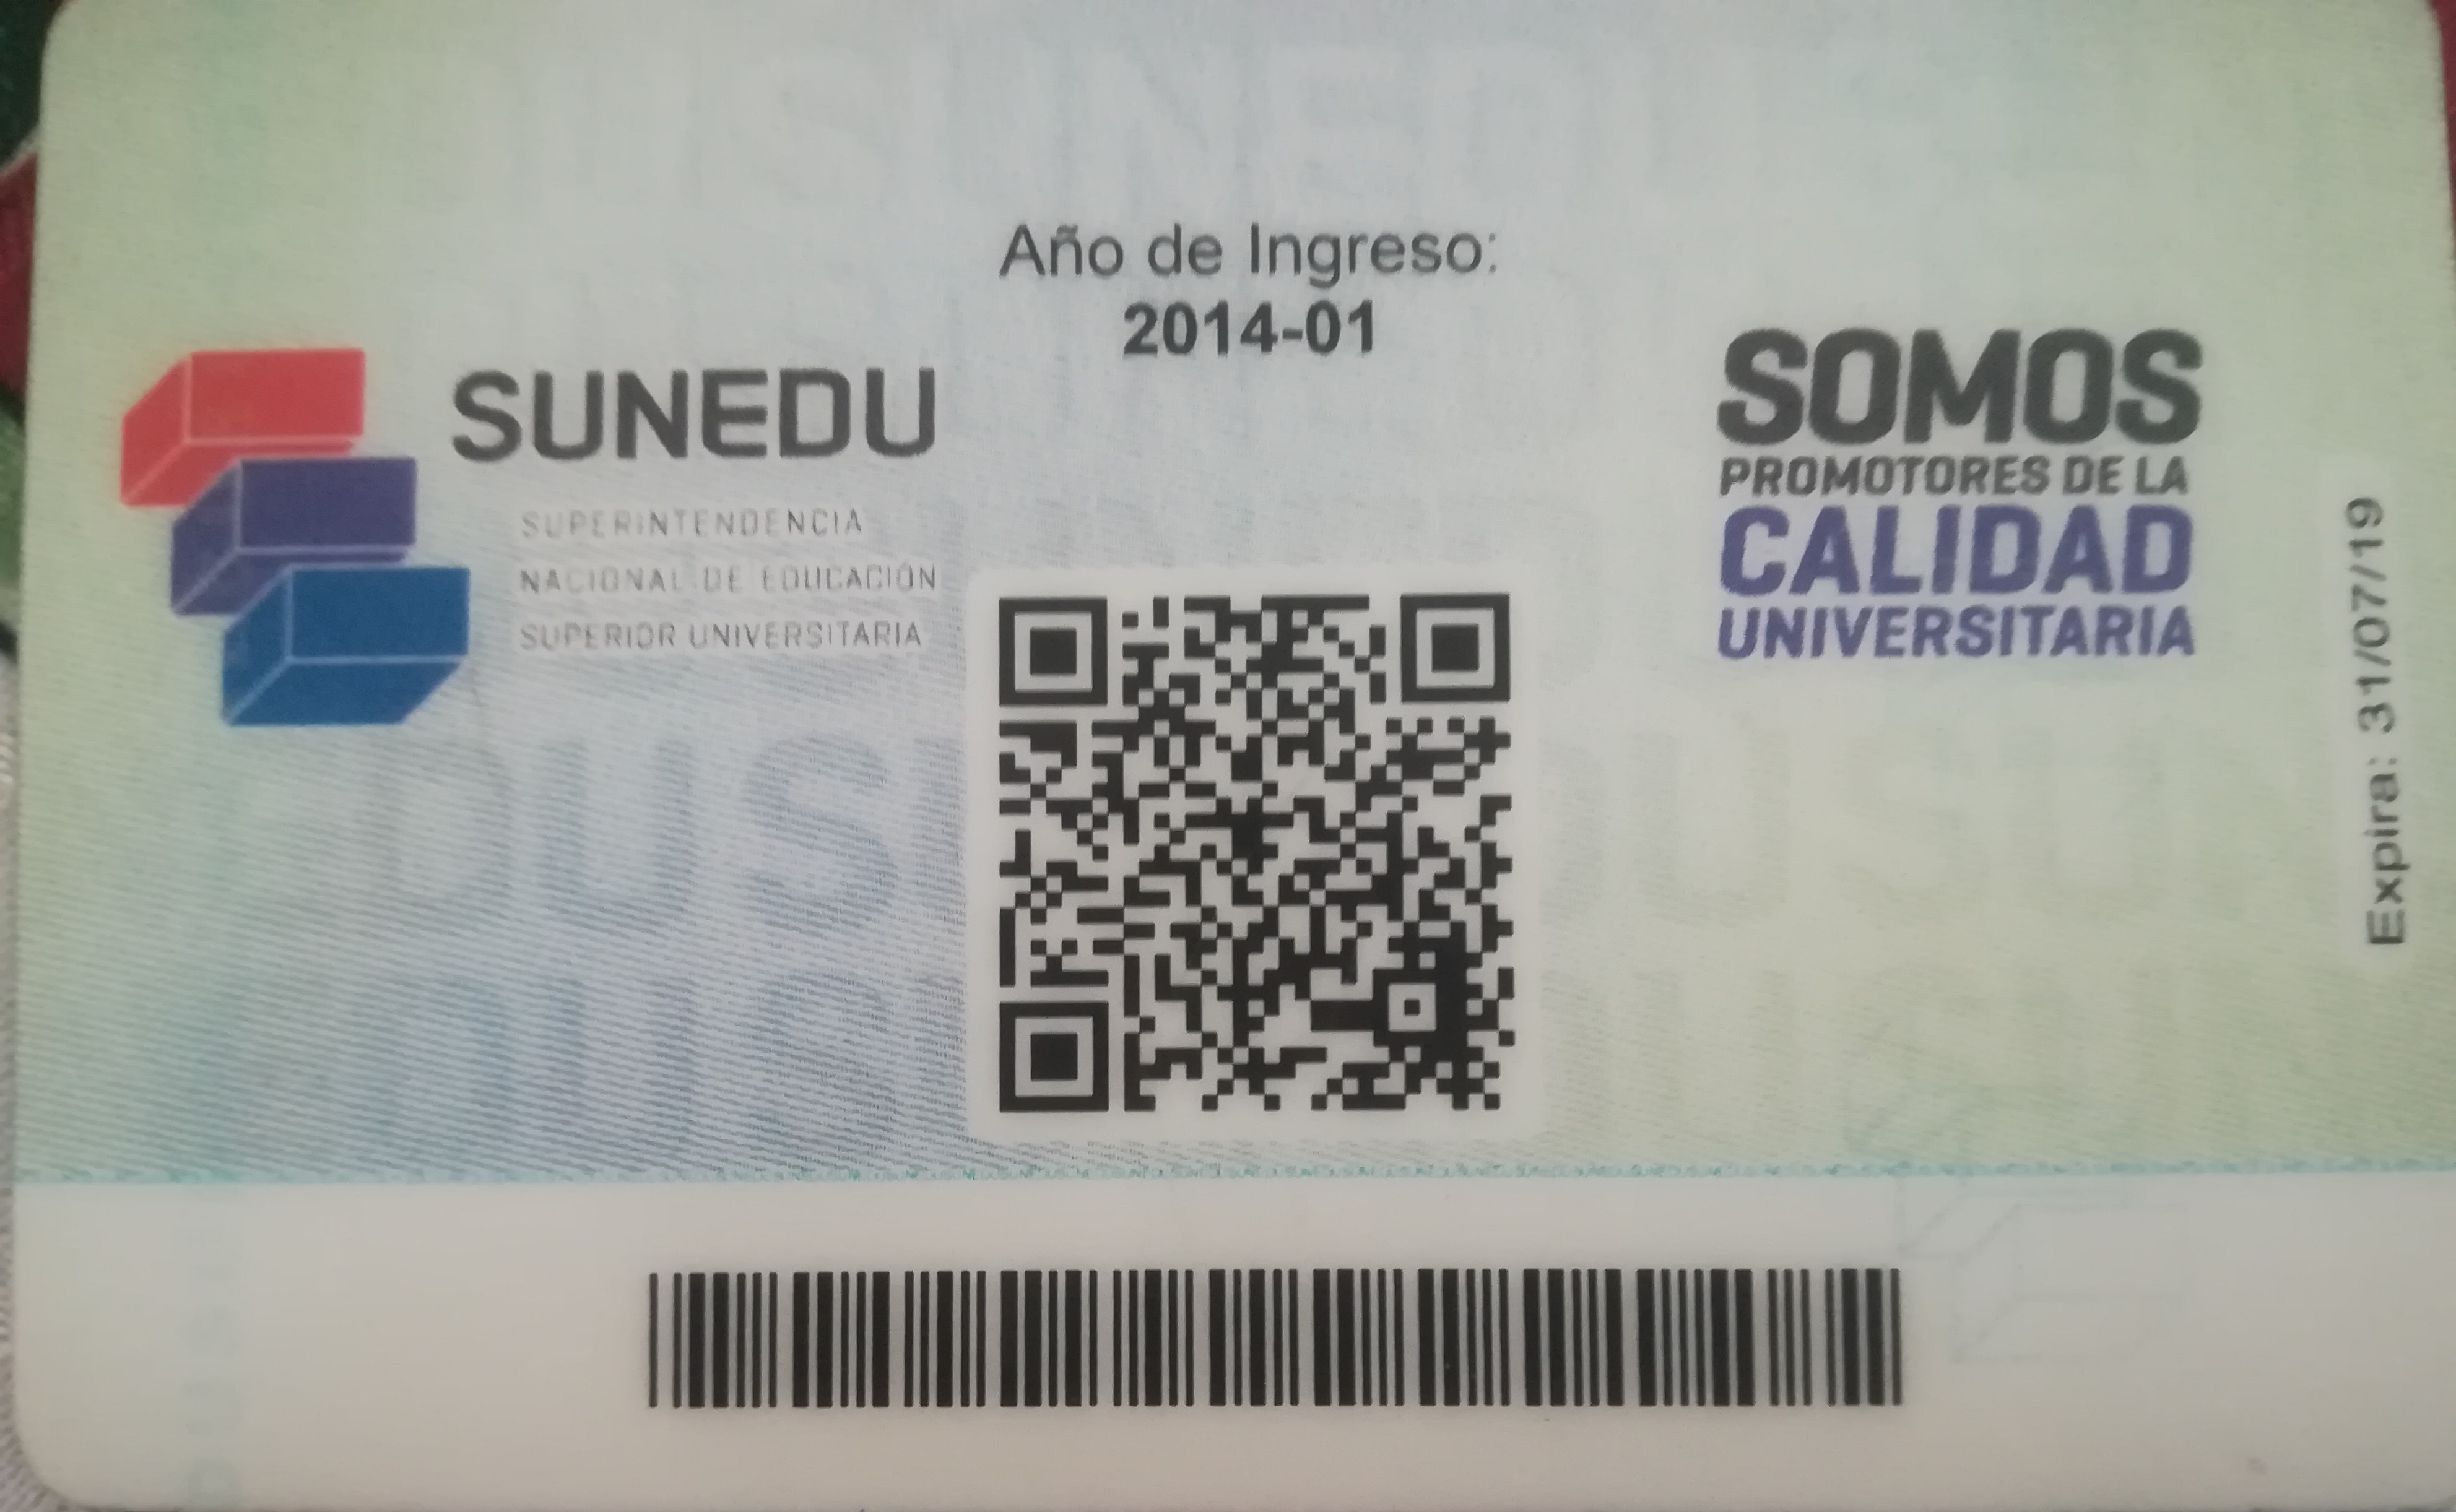 Año de Ingreso:
2014-01
SUNEDU
SUPERINTENDENCIA
NACIONAL DE EDUCACIÓN
SUPERIOR UNIVERSITARIA
SOMOS
PROMOTORES DE LA
CALIDAD
UNIVERSITARIA
Expira: 31/07/19